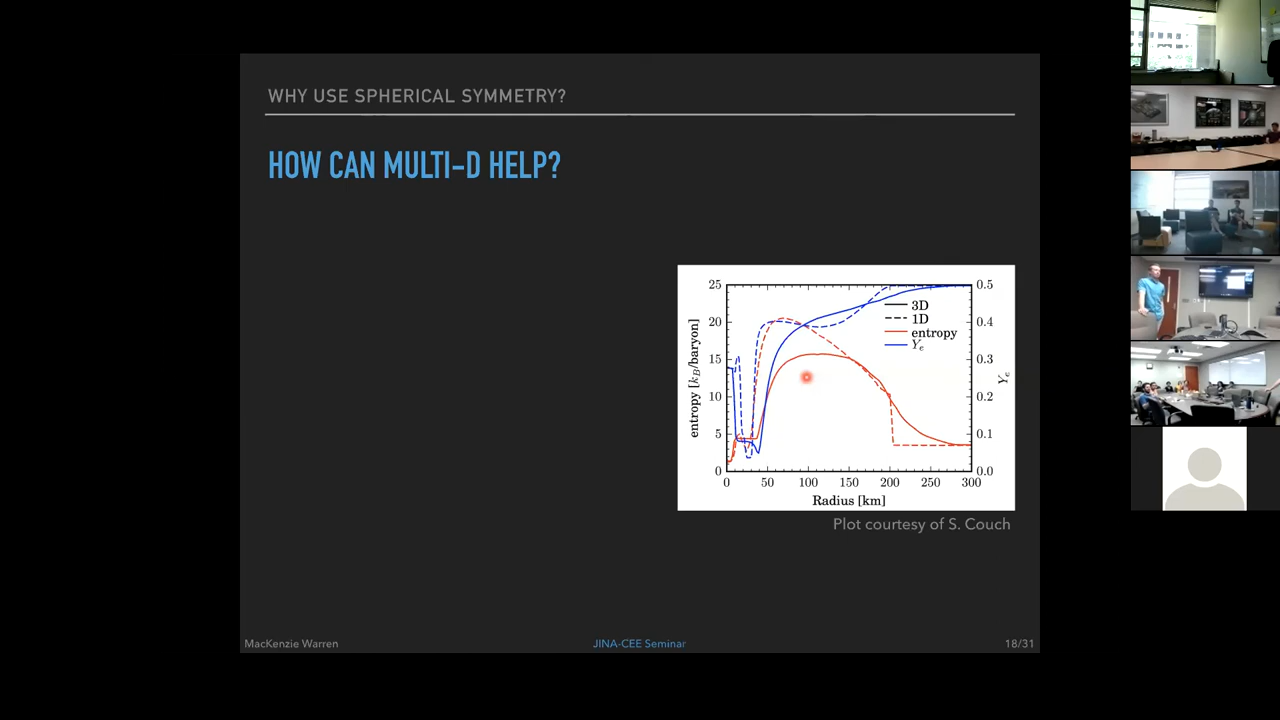 WHY USE SPHERICAL SYMMETRY?
HOW CAN MULTI-D HELP?
25
20
15
10
5
0
entropy [k_B/baryon]
3D
1D
entropy
Y_e
0.5
0.4
0.3
0.2
0.1
0.0
Y_e
0 50 100 150 200 250 300
Radius [km]
Plot courtesy of S. Couch
MacKenzie Warren
JINA-CEE Seminar
18/31